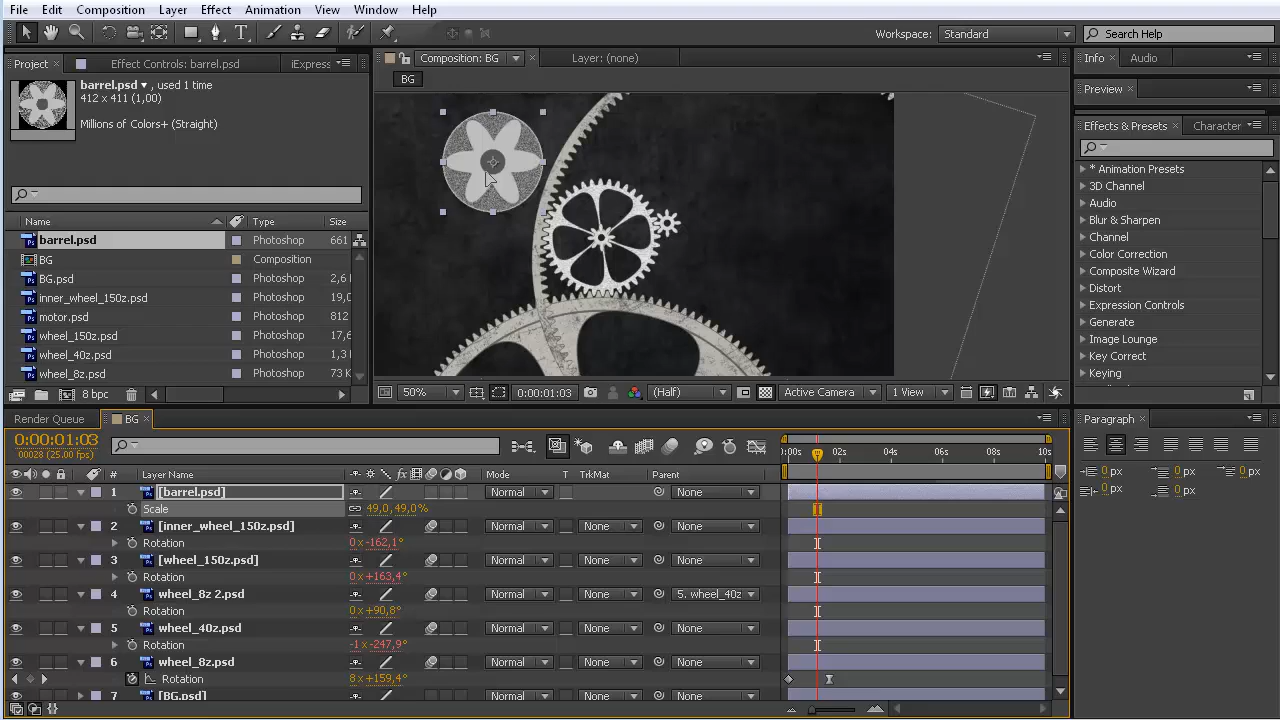 File Edit Composition Layer Effect Animation View Window Help
Workspace: Standard Search Help
Project × Effect Controls: barrel.psd iExpress
Composition: BG × Layer: (none)
Info × Audio
barrel.psd ▾, used 1 time
412 x 411 (1,00)
Millions of Colors+ (Straight)
BG
Preview ×
Effects & Presets × Character
* Animation Presets
3D Channel
Audio
Blur & Sharpen
Channel
Color Correction
Composite Wizard
Distort
Expression Controls
Generate
Image Lounge
Key Correct
Keying
Name Type Size
barrel.psd Photoshop 661
BG Composition
BG.psd Photoshop 2,6
inner_wheel_150z.psd Photoshop 19,0
motor.psd Photoshop 812
wheel_150z.psd Photoshop 17,6
wheel_40z.psd Photoshop 1,3
wheel_8z.psd Photoshop 73 K
8 bpc
50% 0:00:01:03 (Half) Active Camera 1 View
Render Queue BG × Paragraph ×
0:00:01:03
00028 (25.00 fps)
:00s 02s 04s 06s 08s 10s
# Layer Name fx Mode T TrkMat Parent
1 [barrel.psd] Normal None
Scale 49,0,49,0%
2 [inner_wheel_150z.psd] Normal None None
Rotation 0x-162,1°
3 [wheel_150z.psd] Normal None None
Rotation 0x+163,4°
4 wheel_8z 2.psd Normal None 5. wheel_40z
Rotation 0x+90,8°
5 wheel_40z.psd Normal None None
Rotation -1x-247,9°
6 wheel_8z.psd Normal None None
Rotation 8x+159,4°
7 [BG.psd] Normal None None
0 px 0 px 0 px
0 px 0 px